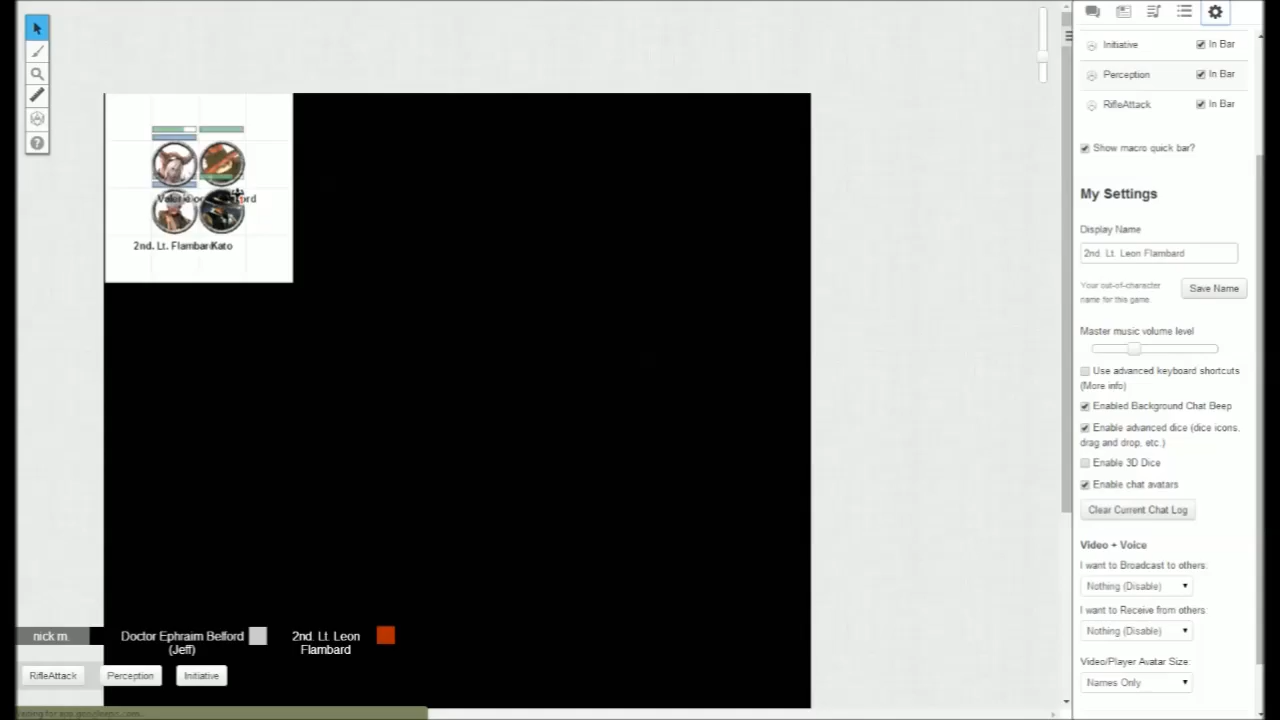 Initiative
In Bar
Perception
In Bar
RifleAttack
In Bar
Show macro quick bar?
My Settings
Display Name
2nd. Lt. Leon Flambard
Your out-of-character
name for this game.
Save Name
Master music volume level
Use advanced keyboard shortcuts
(More info)
Enabled Background Chat Beep
Enable advanced dice (dice icons,
drag and drop, etc.)
Enable 3D Dice
Enable chat avatars
Clear Current Chat Log
Video + Voice
I want to Broadcast to others:
Nothing (Disable)
I want to Receive from others:
Nothing (Disable)
Video/Player Avatar Size:
Names Only
2nd. Lt. Flambard
Kato
nick m.
Doctor Ephraim Belford
(Jeff)
2nd. Lt. Leon
Flambard
RifleAttack
Perception
Initiative